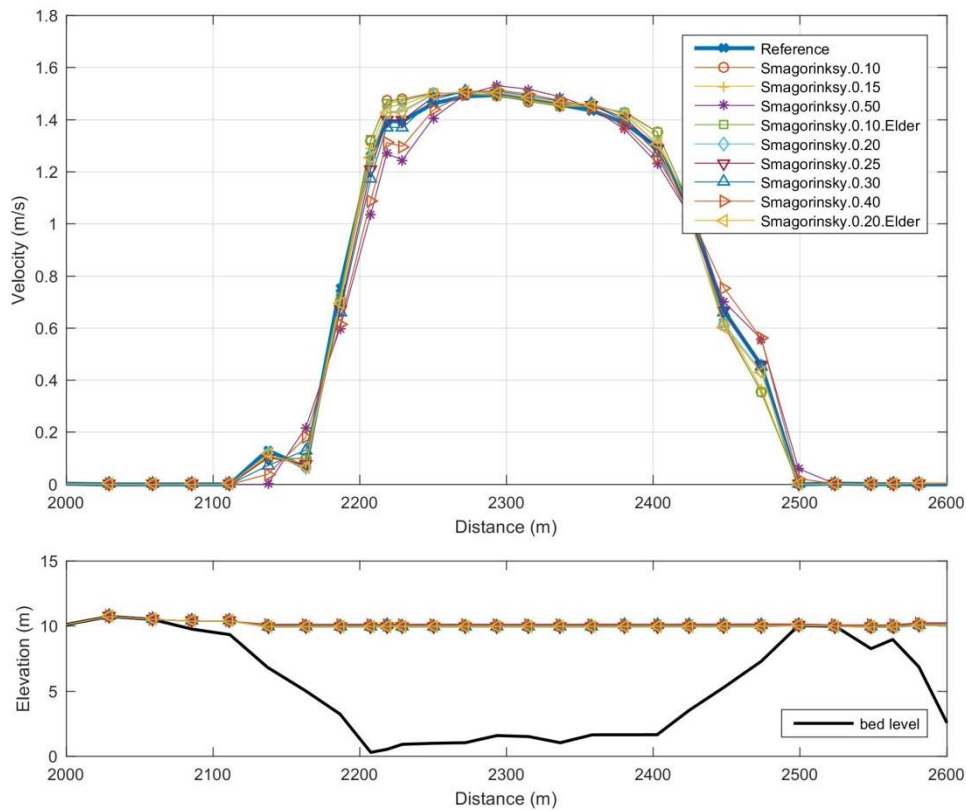 1.8
1.6
1.4
1.2
1
0.8
0.6
0.4
0.2
0
Velocity (m/s)
Reference
Smagorinksy.0.10
Smagorinksy.0.15
Smagorinksy.0.50
Smagorinsky.0.10.Elder
Smagorinsky.0.20
Smagorinsky.0.25
Smagorinsky.0.30
Smagorinsky.0.40
Smagorinsky.0.20.Elder
2000 2100 2200 2300 2400 2500 2600
Distance (m)
15
10
5
0
Elevation (m)
bed level
2000 2100 2200 2300 2400 2500 2600
Distance (m)